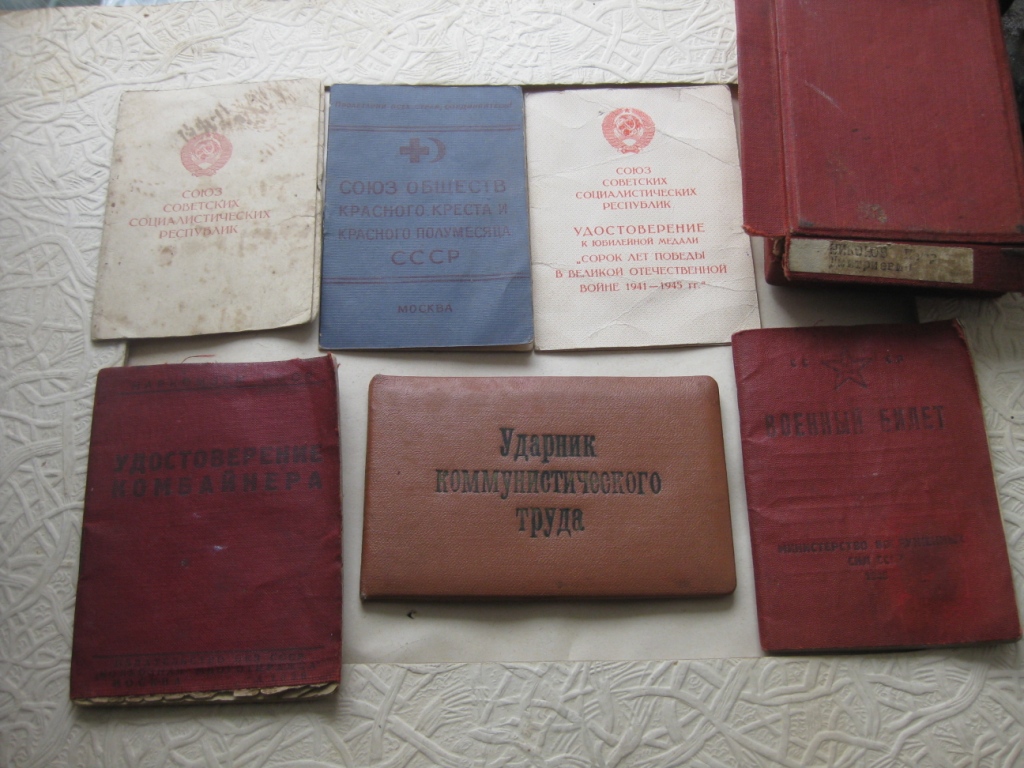 СОЮЗ
СОВЕТСКИХ
СОЦИАЛИСТИЧЕСКИХ
РЕСПУБЛИК
СОЮЗ ОБЩЕСТВ
КРАСНОГО КРЕСТА И
КРАСНОГО ПОЛУМЕСЯЦА
СССР
МОСКВА
СОЮЗ
СОВЕТСКИХ
СОЦИАЛИСТИЧЕСКИХ
РЕСПУБЛИК
УДОСТОВЕРЕНИЕ
К ЮБИЛЕЙНОЙ МЕДАЛИ
„СОРОК ЛЕТ ПОБЕДЫ
В ВЕЛИКОЙ ОТЕЧЕСТВЕННОЙ
ВОЙНЕ 1941—1945 гг."
УДОСТОВЕРЕНИЕ
КОМБАЙНЕРА
Ударник
коммунистического
труда
ВОЕННЫЙ БИЛЕТ
МИНИСТЕРСТВО